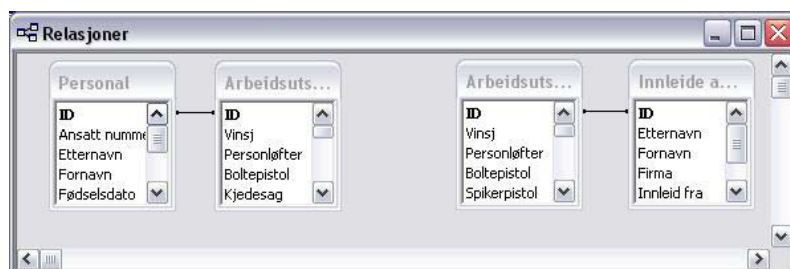 Relasjoner
Personal
ID
Ansatt numme
Etternavn
Fornavn
Fødselsdato
Arbeidsuts...
ID
Vinsj
Personløfter
Boltepistol
Kjedesag
Arbeidsuts...
ID
Vinsj
Personløfter
Boltepistol
Spikerpistol
Innleide a...
ID
Etternavn
Fornavn
Firma
Innleid fra